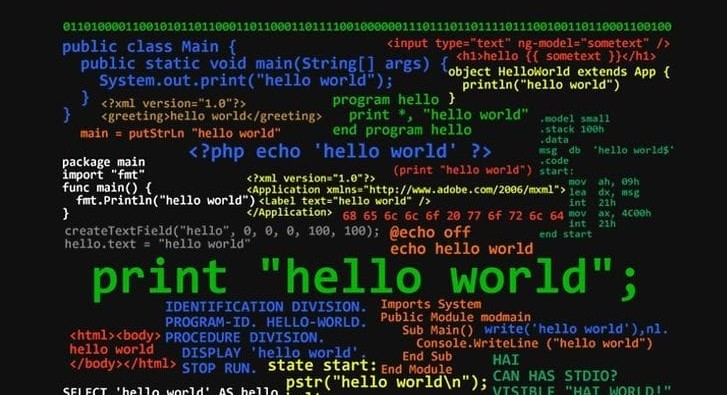 0110100001100101011011000110110001101111001000000111011101101111011100100110110001100100
public class Main {
public static void main(String[] args) {
System.out.print("hello world");
}
}
<input type="text" ng-model="sometext" />
<h1>hello {{ sometext }}</h1>
object HelloWorld extends App {
println("hello world")
}
<?xml version="1.0"?>
<greeting>hello world</greeting>
program hello
print *, "hello world"
end program hello
main = putStrLn "hello world"
.model small
.stack 100h
.data
msg db 'hello world$'
.code
start:
mov ah, 09h
lea dx, msg
int 21h
mov ax, 4C00h
int 21h
end start
<?php echo 'hello world' ?>
package main
import "fmt"
func main() {
fmt.Println("hello world")
}
(print "hello world")
<?xml version="1.0"?>
<Application xmlns="http://www.adobe.com/2006/mxml">
<Label text="hello world" />
</Application>
68 65 6c 6c 6f 20 77 6f 72 6c 64
createTextField("hello", 0, 0, 0, 100, 100);
hello.text = "hello world"
@echo off
echo hello world
print "hello world";
IDENTIFICATION DIVISION.
PROGRAM-ID. HELLO-WORLD.
PROCEDURE DIVISION.
DISPLAY 'hello world'.
STOP RUN.
Imports System
Public Module modmain
Sub Main()
Console.WriteLine ("hello world")
End Sub
End Module
write('hello world'),nl.
<html><body>
hello world
</body></html>
state start:
pstr("hello world\n");
HAI
CAN HAS STDIO?
VISIBLE "HAI WORLD!"
SELECT 'hello world' AS hello